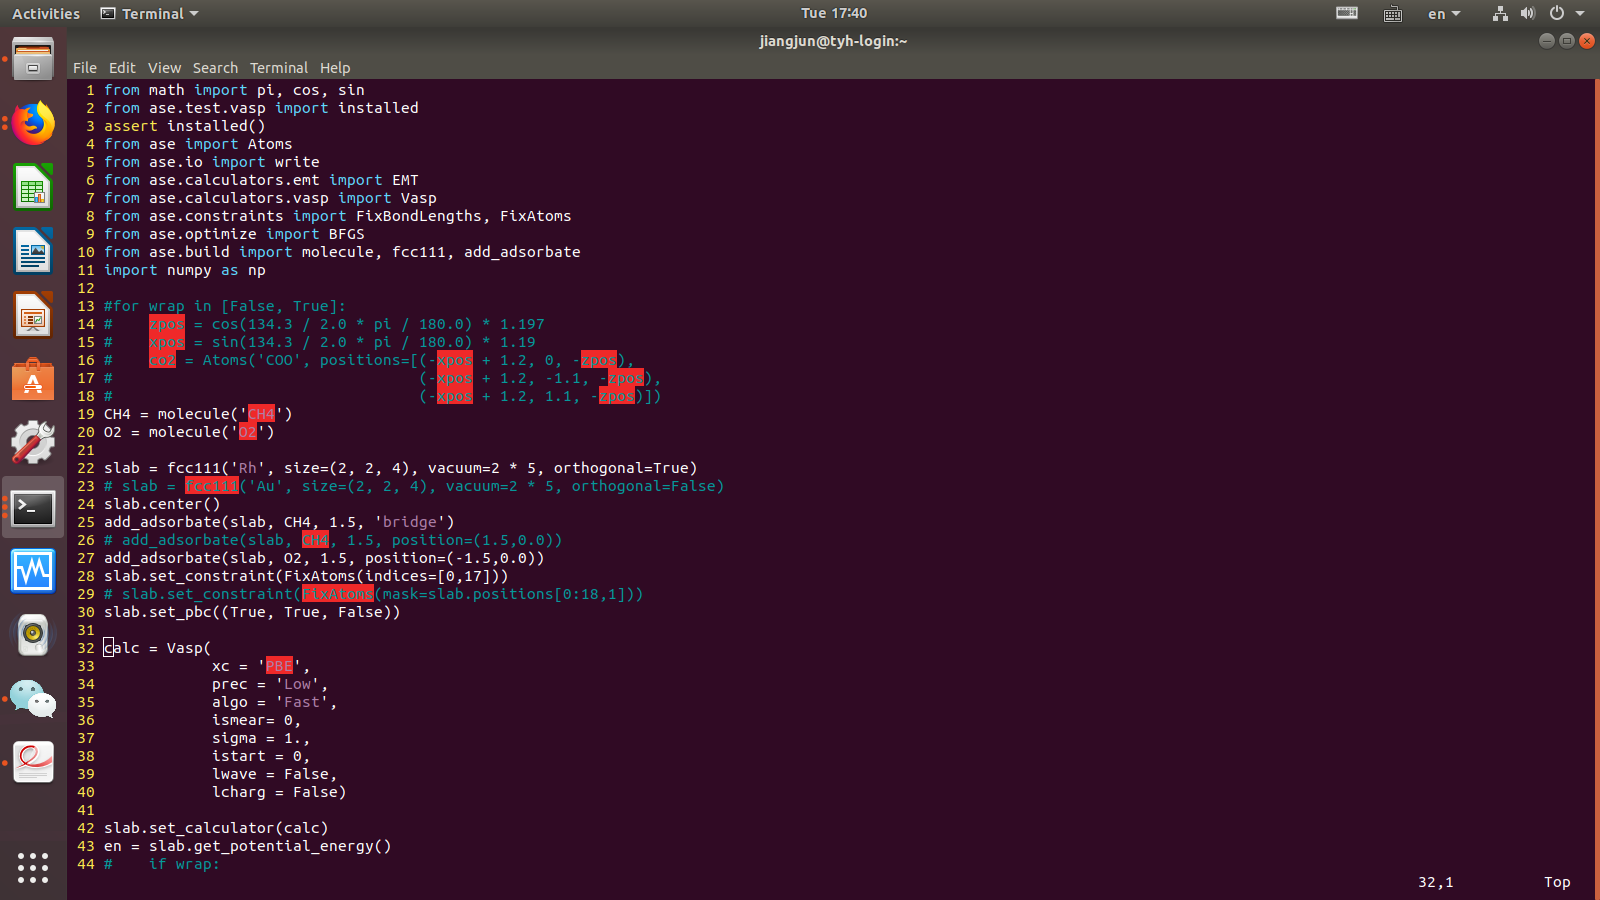 Activities Terminal Tue 17:40 en
jiangjun@tyh-login:~
File Edit View Search Terminal Help
1 from math import pi, cos, sin
2 from ase.test.vasp import installed
3 assert installed()
4 from ase import Atoms
5 from ase.io import write
6 from ase.calculators.emt import EMT
7 from ase.calculators.vasp import Vasp
8 from ase.constraints import FixBondLengths, FixAtoms
9 from ase.optimize import BFGS
10 from ase.build import molecule, fcc111, add_adsorbate
11 import numpy as np
12
13 #for wrap in [False, True]:
14 #    zpos = cos(134.3 / 2.0 * pi / 180.0) * 1.197
15 #    xpos = sin(134.3 / 2.0 * pi / 180.0) * 1.19
16 #    co2 = Atoms('COO', positions=[(-xpos + 1.2, 0, -zpos),
17 #                                  (-xpos + 1.2, -1.1, -zpos),
18 #                                  (-xpos + 1.2, 1.1, -zpos)])
19 CH4 = molecule('CH4')
20 O2 = molecule('O2')
21
22 slab = fcc111('Rh', size=(2, 2, 4), vacuum=2 * 5, orthogonal=True)
23 # slab = fcc111('Au', size=(2, 2, 4), vacuum=2 * 5, orthogonal=False)
24 slab.center()
25 add_adsorbate(slab, CH4, 1.5, 'bridge')
26 # add_adsorbate(slab, CH4, 1.5, position=(1.5,0.0))
27 add_adsorbate(slab, O2, 1.5, position=(-1.5,0.0))
28 slab.set_constraint(FixAtoms(indices=[0,17]))
29 # slab.set_constraint(fixAtoms(mask=slab.positions[0:18,1]))
30 slab.set_pbc((True, True, False))
31
32 calc = Vasp(
33             xc = 'PBE',
34             prec = 'Low',
35             algo = 'Fast',
36             ismear= 0,
37             sigma = 1.,
38             istart = 0,
39             lwave = False,
40             lcharg = False)
41
42 slab.set_calculator(calc)
43 en = slab.get_potential_energy()
44 #    if wrap:
32,1 Top